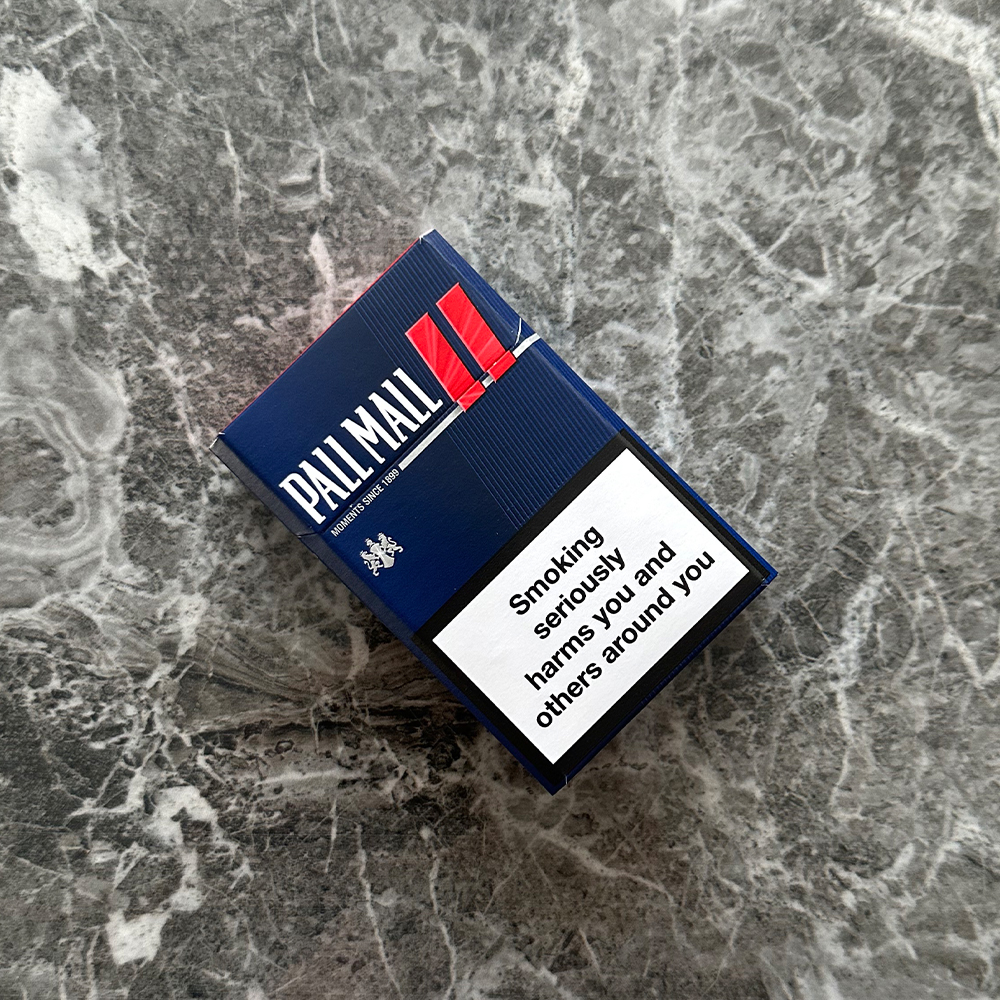 PALL MALL
MOMENTS SINCE 1899
Smoking
seriously
harms you and
others around you